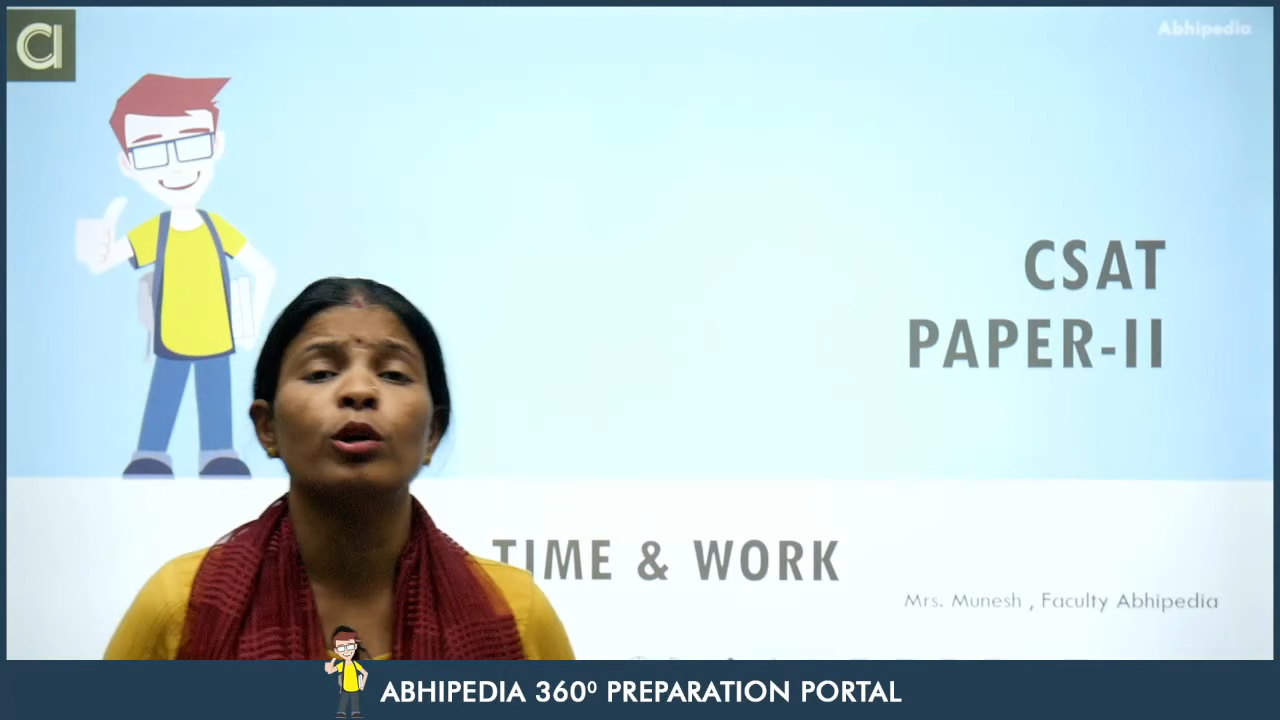 Abhipedia
CSAT
PAPER-II
TIME & WORK
Mrs. Munesh , Faculty Abhipedia
ABHIPEDIA 360⁰ PREPARATION PORTAL